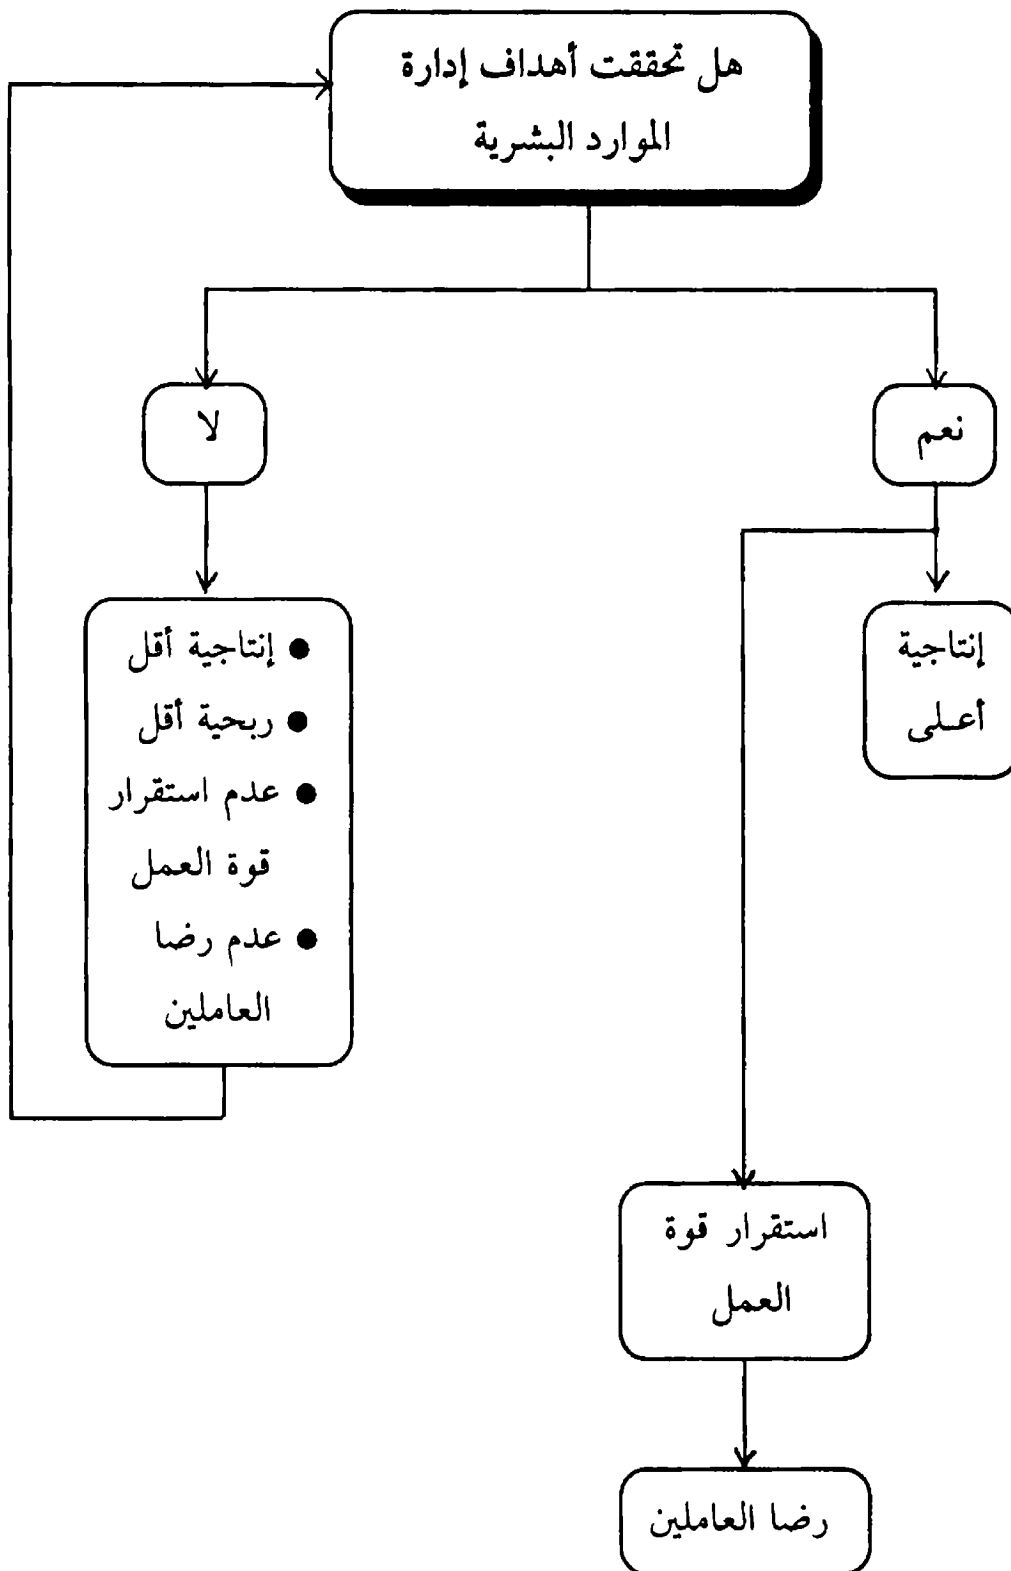 هل تحققت أهداف إدارة
الموارد البشرية
نعم
لا
إنتاجية
أعلى
● إنتاجية أقل
● ربحية أقل
● عدم استقرار
قوة العمل
● عدم رضا
العاملين
استقرار قوة
العمل
رضا العاملين